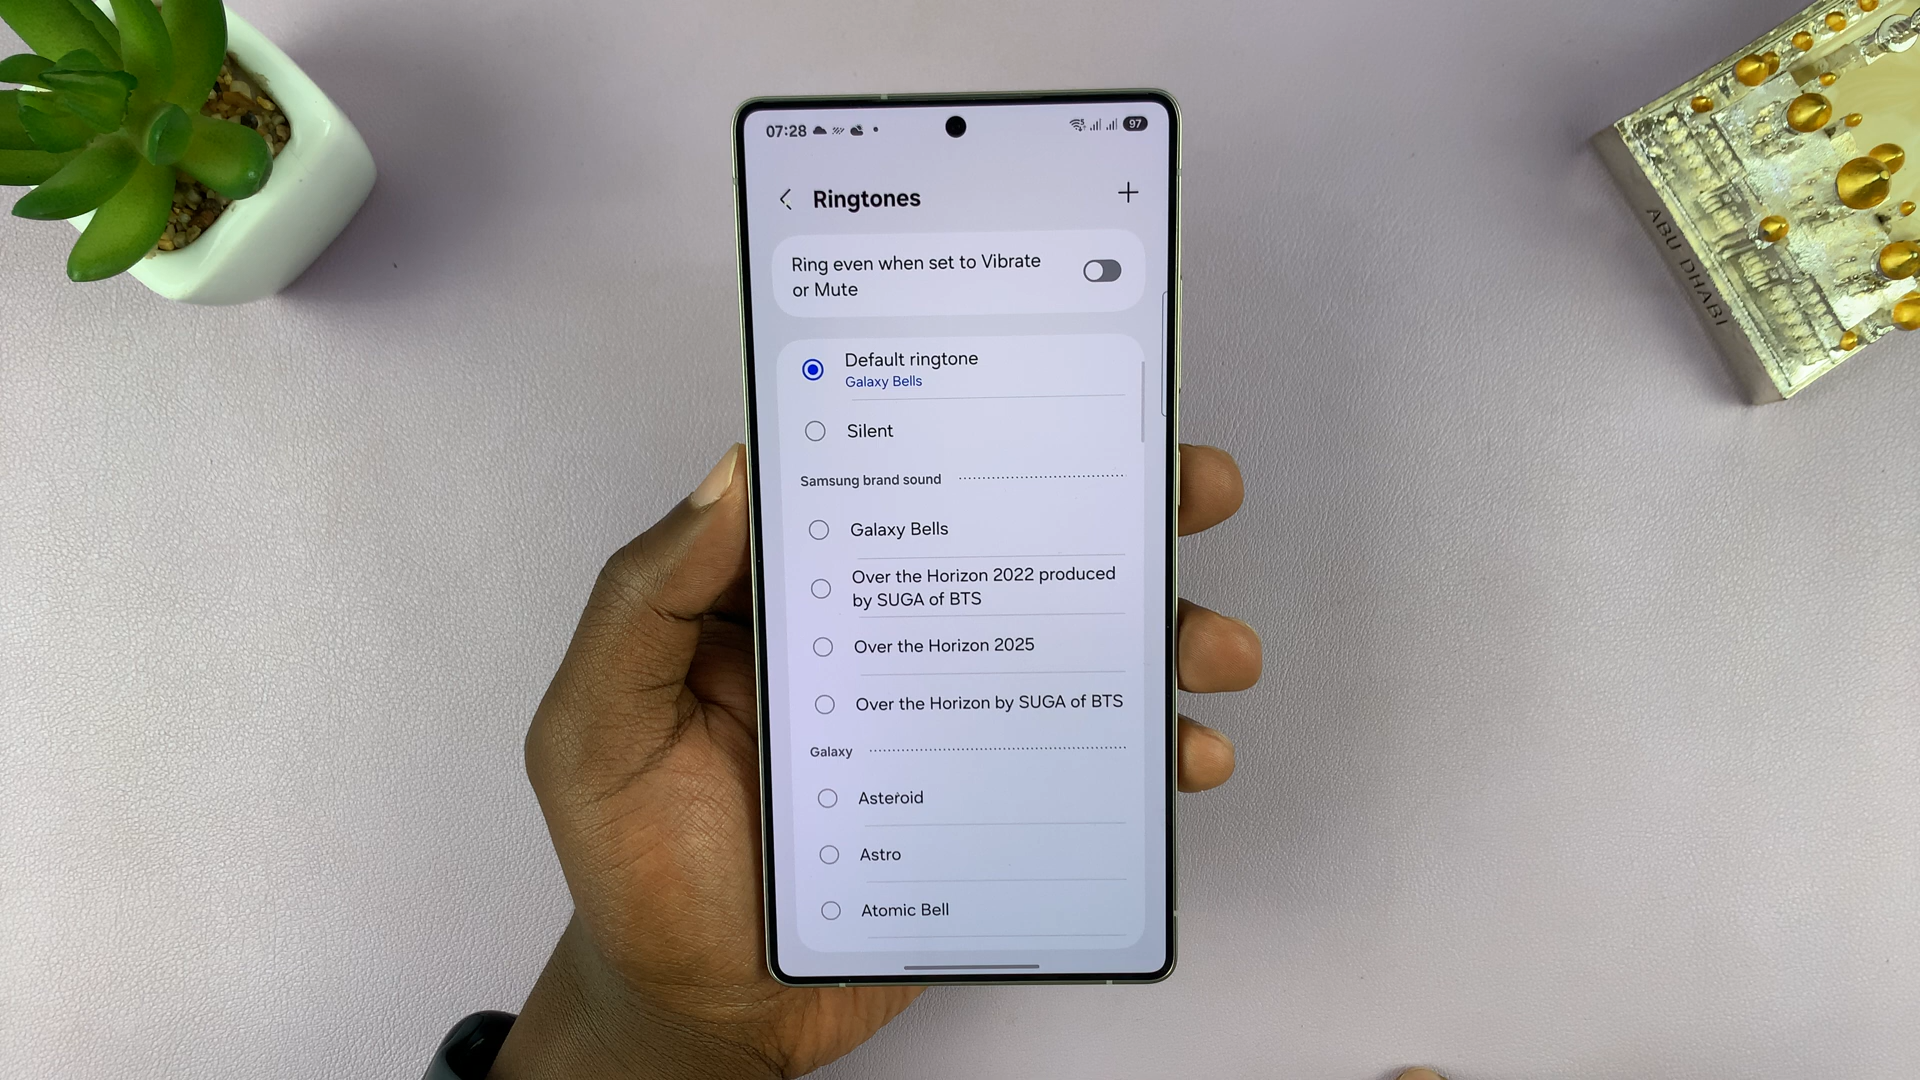 07:28
97
Ringtones
Ring even when set to Vibrate
or Mute
Default ringtone
Galaxy Bells
Silent
Samsung brand sound
Galaxy Bells
Over the Horizon 2022 produced
by SUGA of BTS
Over the Horizon 2025
Over the Horizon by SUGA of BTS
Galaxy
Asteroid
Astro
Atomic Bell
ABU DHABI